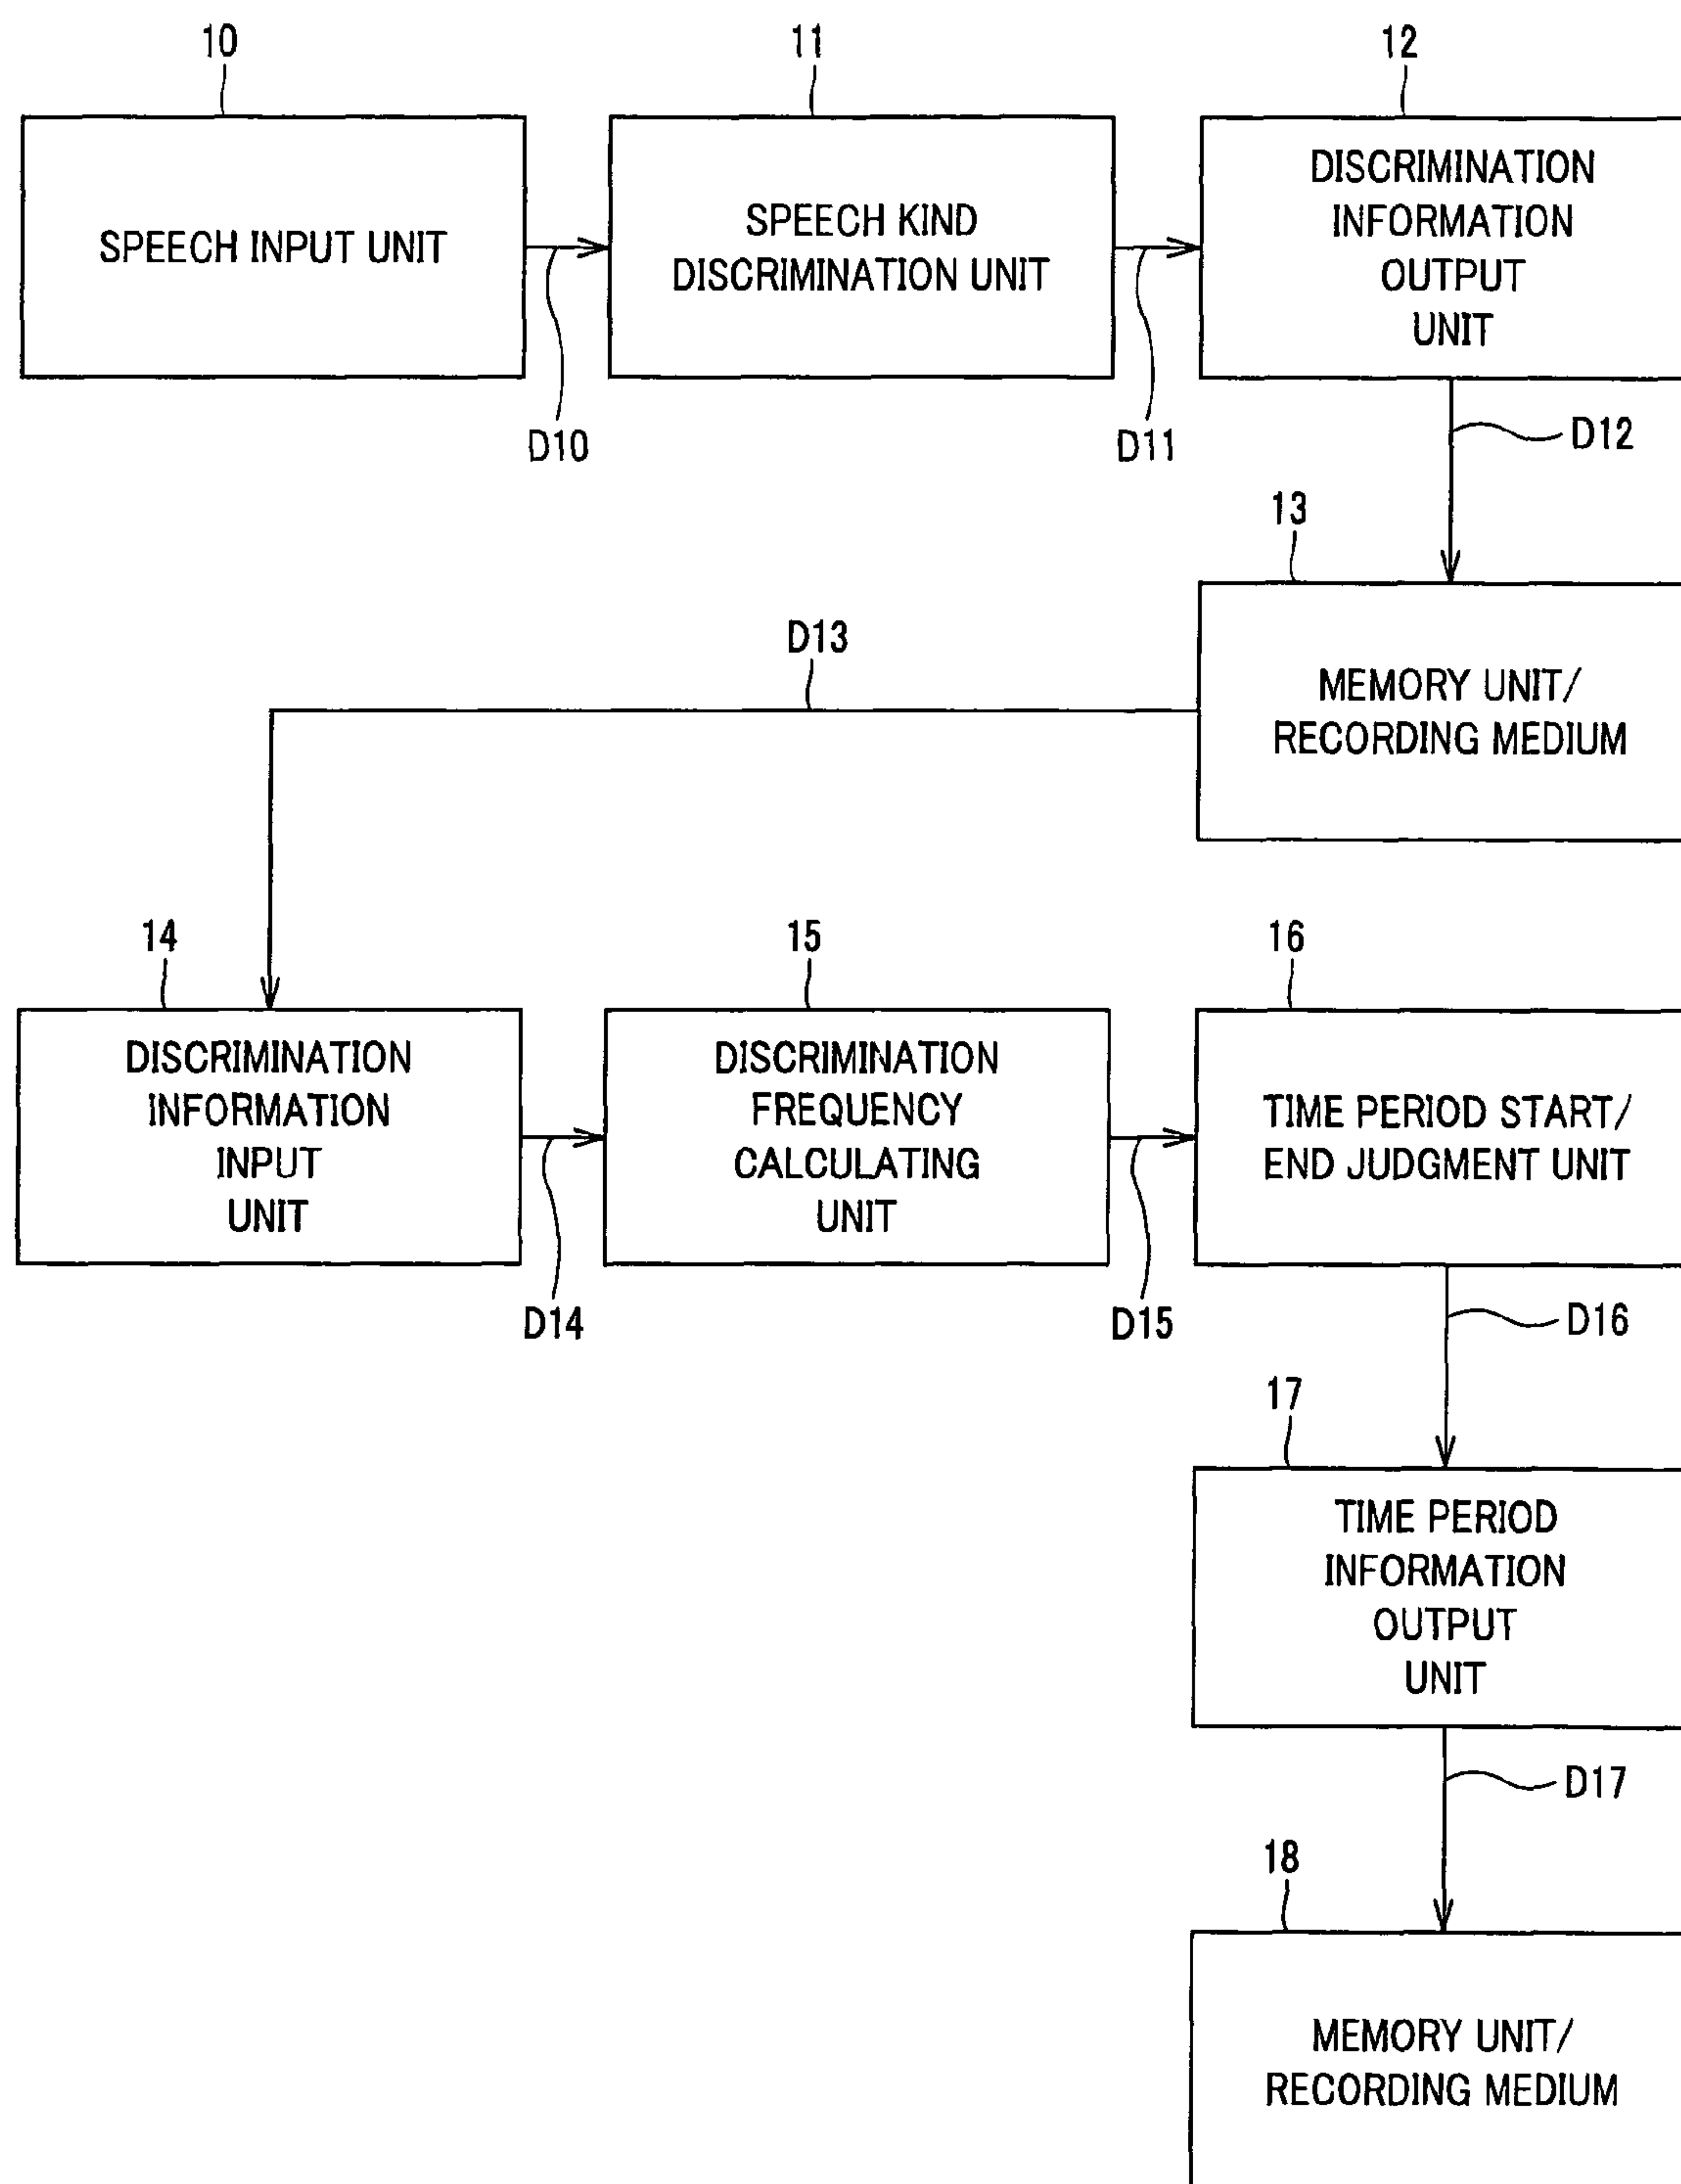 10
11
12
SPEECH INPUT UNIT
SPEECH KIND
DISCRIMINATION UNIT
DISCRIMINATION
INFORMATION
OUTPUT
UNIT
D10
D11
D12
13
MEMORY UNIT/
RECORDING MEDIUM
D13
14
15
16
DISCRIMINATION
INFORMATION
INPUT
UNIT
DISCRIMINATION
FREQUENCY
CALCULATING
UNIT
TIME PERIOD START/
END JUDGMENT UNIT
D14
D15
D16
17
TIME PERIOD
INFORMATION
OUTPUT
UNIT
D17
18
MEMORY UNIT/
RECORDING MEDIUM